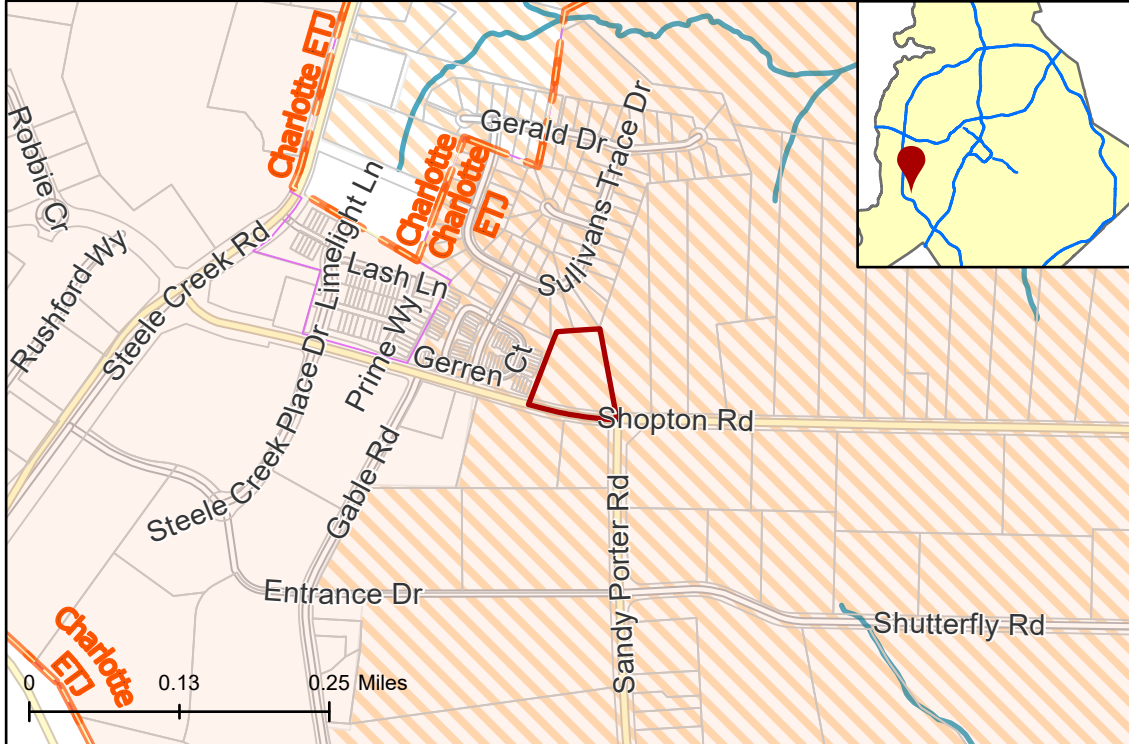 Charlotte ETJ
Robbie Cr
Gerald Dr
Sullivans Trace Dr
Charlotte
Charlotte
ETJ
Limelight Ln
Rushford Wy
Steele Creek Rd
Lash Ln
Prime Wy
Gerren Ct
Shopton Rd
Steele Creek Place Dr
Gable Rd
Sandy Porter Rd
Entrance Dr
Shutterfly Rd
Charlotte
ETJ
0 0.13 0.25 Miles